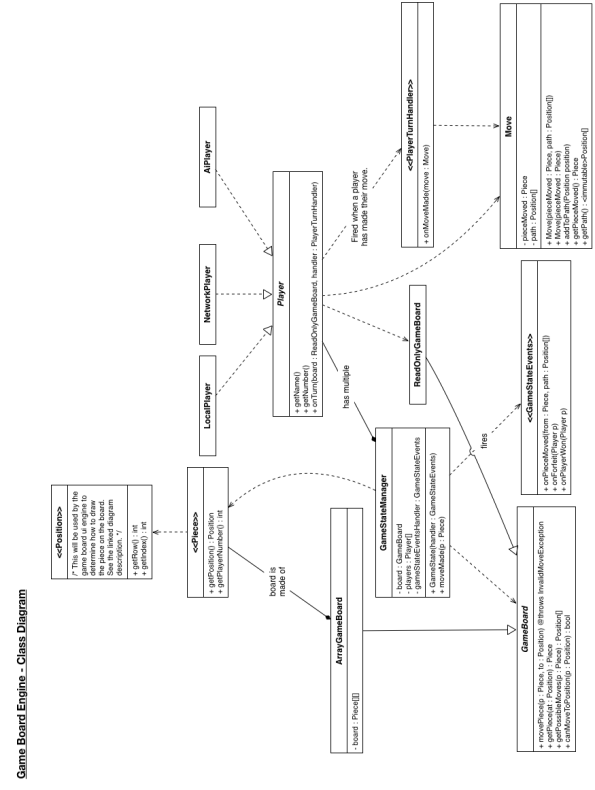 Game Board Engine - Class Diagram
<<Position>>
/* This will be used by the
game board ui engine to
determine how to draw
the piece on the board.
See the linked diagram
description. */
+ getRow() : int
+ getIndex() : int
LocalPlayer
NetworkPlayer
AiPlayer
<<Piece>>
+ getPosition() : Position
+ getPlayerNumber() : int
Player
+ getName()
+ getNumber()
+ onTurn(board : ReadOnlyGameBoard, handler : PlayerTurnHandler)
board is
made of
has multiple
Fired when a player
has made their move.
ArrayGameBoard
- board : Piece[][]
GameStateManager
- board : GameBoard
- players : Player[]
- gameStateEventsHandler : GameStateEvents
+ GameState(handler : GameStateEvents)
+ moveMade(p : Piece)
ReadOnlyGameBoard
<<PlayerTurnHandler>>
+ onMoveMade(move : Move)
fires
GameBoard
+ movePiece(p : Piece, to : Position) @throws InvalidMoveException
+ getPiece(at : Position) : Piece
+ getPossibleMoves(p : Piece) : Position[]
+ canMoveToPosition(p : Position) : bool
<<GameStateEvents>>
+ onPieceMoved(from : Piece, path : Position[])
+ onForfeit(Player p)
+ onPlayerWon(Player p)
Move
- pieceMoved : Piece
- path : Position[]
+ Move(pieceMoved : Piece, path : Position[])
+ Move(pieceMoved : Piece)
+ addToPath(Position position)
+ getPieceMoved() : Piece
+ getPath() : <immutable>Position[]